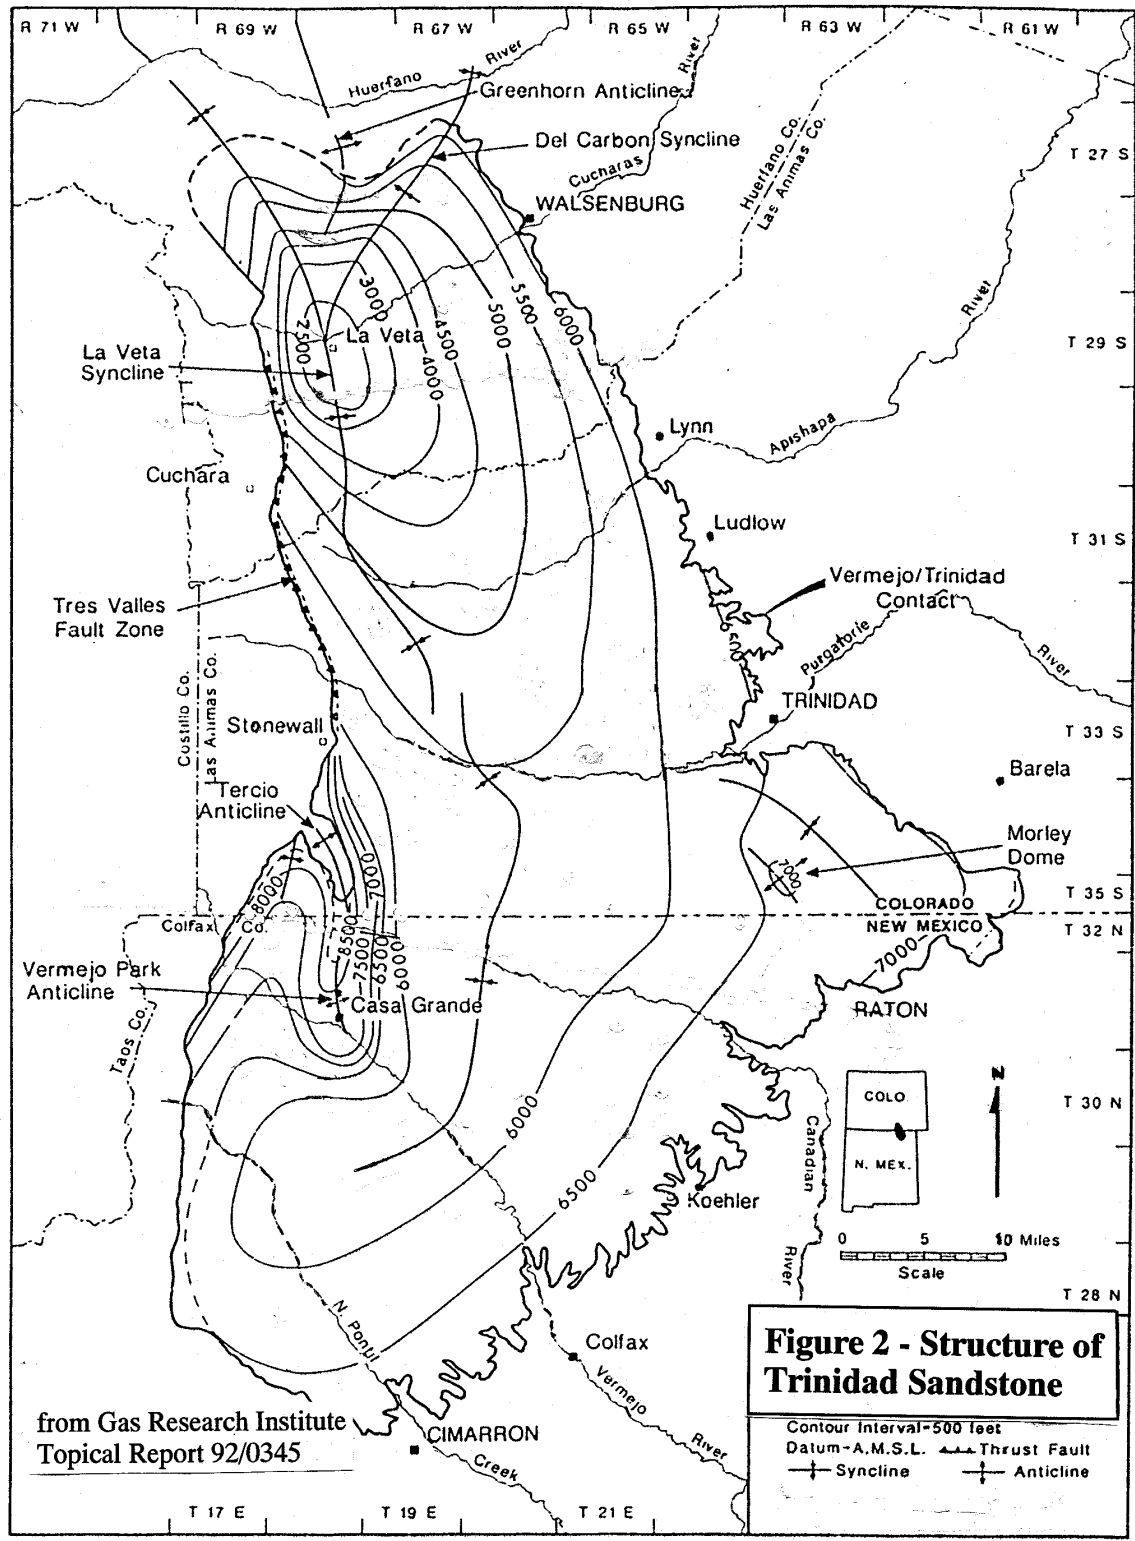 R 71 W
R 69 W
R 67 W
R 65 W
R 63 W
R 61 W
Huerfano
River
River
Greenhorn Anticline
Del Carbon Syncline
Cucharas
WALSENBURG
Huerfano Co.
Las Animas Co.
T 27 S
River
3000
2500
La Veta
4500
4000
5000
5500
6000
La Veta
Syncline
T 29 S
Lynn
Apishapa
Cuchara
Ludlow
T 31 S
Vermejo/Trinidad
Contact
Tres Valles
Fault Zone
6500
Purgatorie
River
Costillo Co.
Las Animas Co.
Stonewall
TRINIDAD
T 33 S
Barela
Tercio
Anticline
Morley
Dome
7000
7000
8000
T 35 S
COLORADO
NEW MEXICO
Colfax Co.
T 32 N
8500
7500
6500
6000
7000
Vermejo Park
Anticline
Casa Grande
RATON
Taos Co.
N
COLO
N. MEX.
T 30 N
6000
6500
Canadian
River
Koehler
0 5 10 Miles
Scale
T 28 N
N. Ponil
Creek
Colfax
Vermejo
River
CIMARRON
Figure 2 - Structure of
Trinidad Sandstone
Contour Interval-500 feet
Datum-A.M.S.L. Thrust Fault
Syncline Anticline
from Gas Research Institute
Topical Report 92/0345
T 17 E
T 19 E
T 21 E